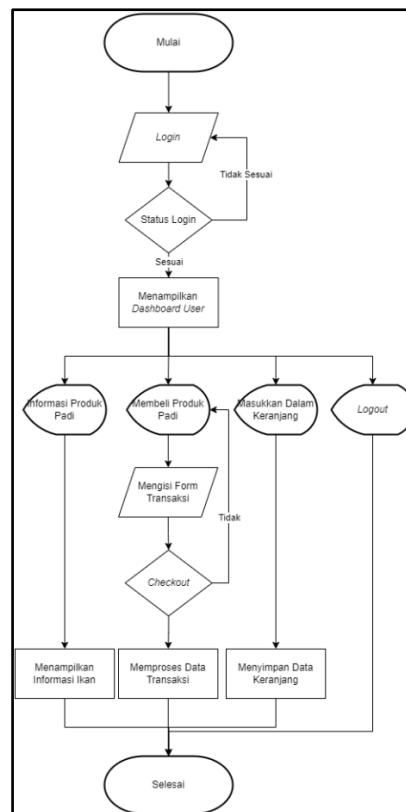 Mulai
Login
Tidak Sesuai
Status Login
Sesuai
Menampilkan
Dashboard User
Informasi Produk
Padi
Membeli Produk
Padi
Masukkan Dalam
Keranjang
Logout
Mengisi Form
Transaksi
Tidak
Checkout
Menampilkan
Informasi Ikan
Memproses Data
Transaksi
Menyimpan Data
Keranjang
Selesai